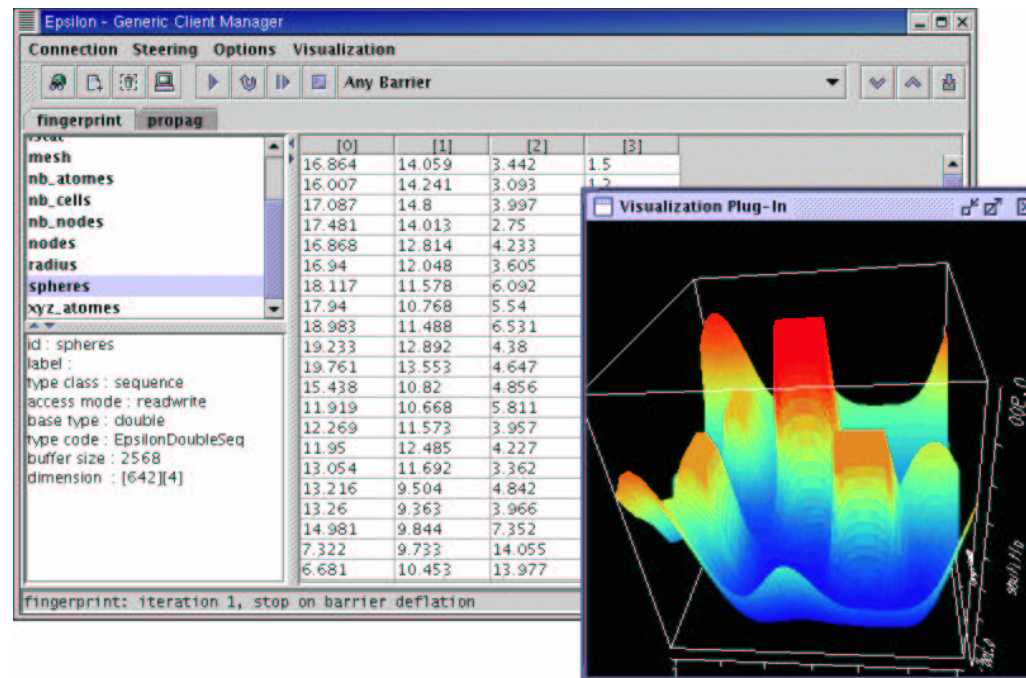 Epsilon - Generic Client Manager
Connection Steering Options Visualization
Any Barrier
fingerprint propag
mesh
nb_atomes
nb_cells
nb_nodes
nodes
radius
spheres
xyz_atomes
id : spheres
label :
type class : sequence
access mode : readwrite
base type : double
type code : EpsilonDoubleSeq
buffer size : 2568
dimension : [642][4]
[0] [1] [2] [3]
16.864 14.059 3.442 1.5
16.007 14.241 3.093 1.2
17.087 14.8 3.997
17.481 14.013 2.75
16.868 12.814 4.233
16.94 12.048 3.605
18.117 11.578 6.092
17.94 10.768 5.54
18.983 11.488 6.531
19.233 12.892 4.38
19.761 13.553 4.647
15.438 10.82 4.856
11.919 10.668 5.811
12.269 11.573 3.957
11.95 12.485 4.227
13.054 11.692 3.362
13.216 9.504 4.842
13.26 9.363 3.966
14.981 9.844 7.352
7.322 9.733 14.055
6.681 10.453 13.977
fingerprint: iteration 1, stop on barrier deflation
Visualization Plug-In